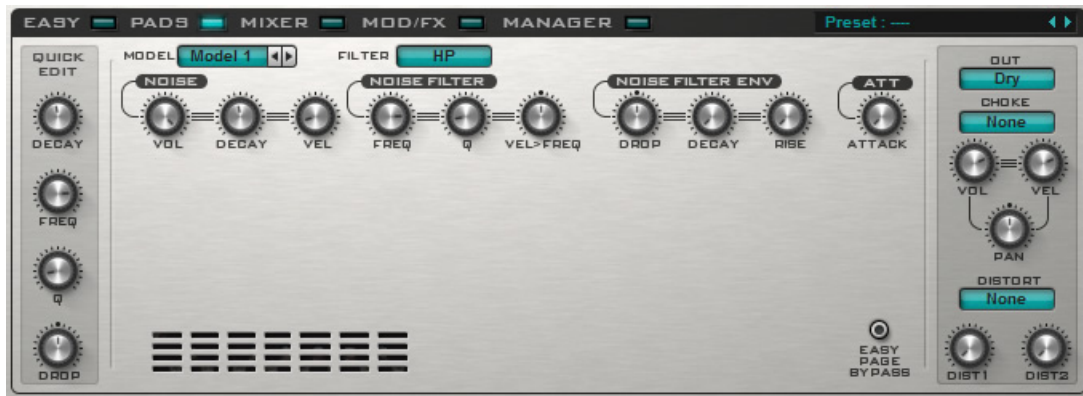 EASY PADS MIXER MOD/FX MANAGER Preset : ----
QUICK EDIT
DECAY
FREQ
Q
DROP
MODEL Model 1 FILTER HP
NOISE NOISE FILTER NOISE FILTER ENV ATT
VOL DECAY VEL FREQ Q VEL>FREQ DROP DECAY RISE ATTACK
EASY
PAGE
BYPASS
OUT
Dry
CHOKE
None
VOL VEL
PAN
DISTORT
None
DIST1 DIST2